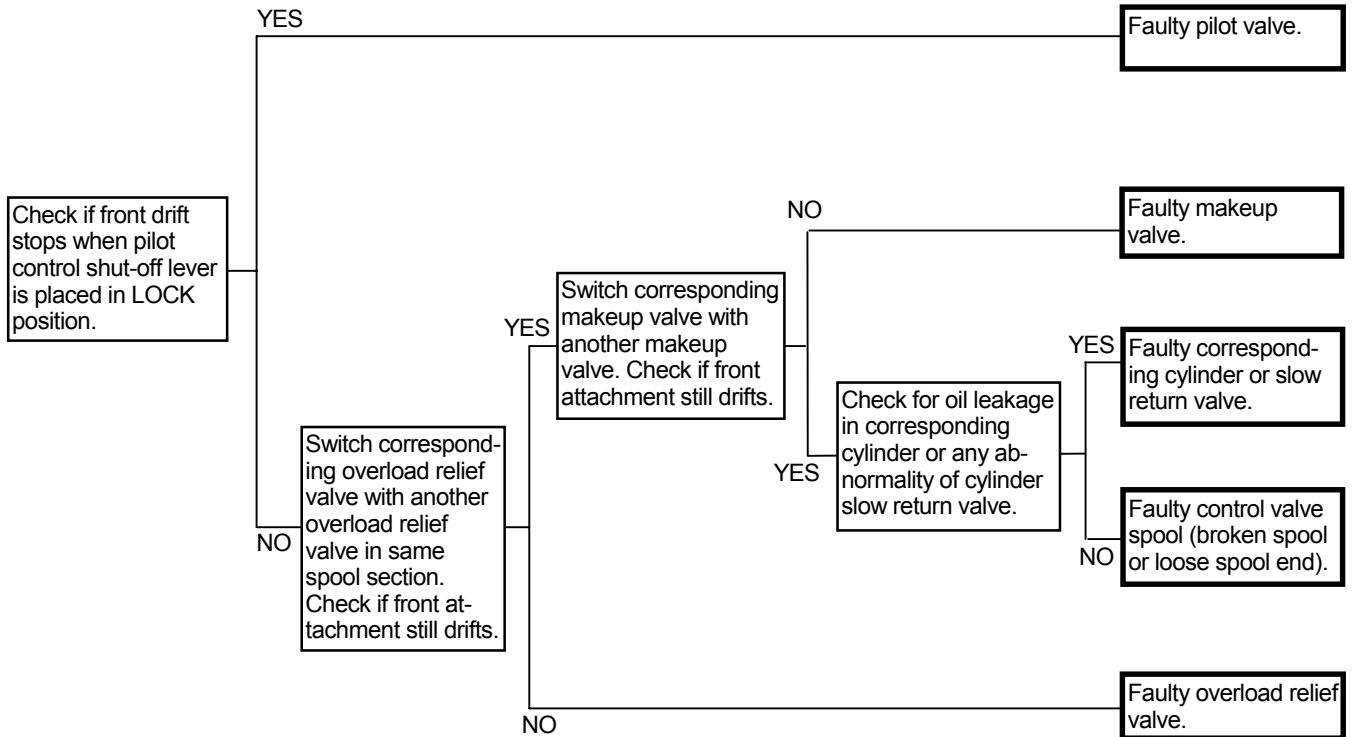 YES
Faulty pilot valve.
Check if front drift
stops when pilot
control shut-off lever
is placed in LOCK
position.
NO
Switch correspond-
ing overload relief
valve with another
overload relief
valve in same
spool section.
Check if front at-
tachment still drifts.
YES
Switch corresponding
makeup valve with
another makeup
valve. Check if front
attachment still drifts.
NO
Faulty makeup
valve.
YES
Check for oil leakage
in corresponding
cylinder or any ab-
normality of cylinder
slow return valve.
YES
Faulty correspond-
ing cylinder or slow
return valve.
NO
Faulty control valve
spool (broken spool
or loose spool end).
NO
Faulty overload relief
valve.